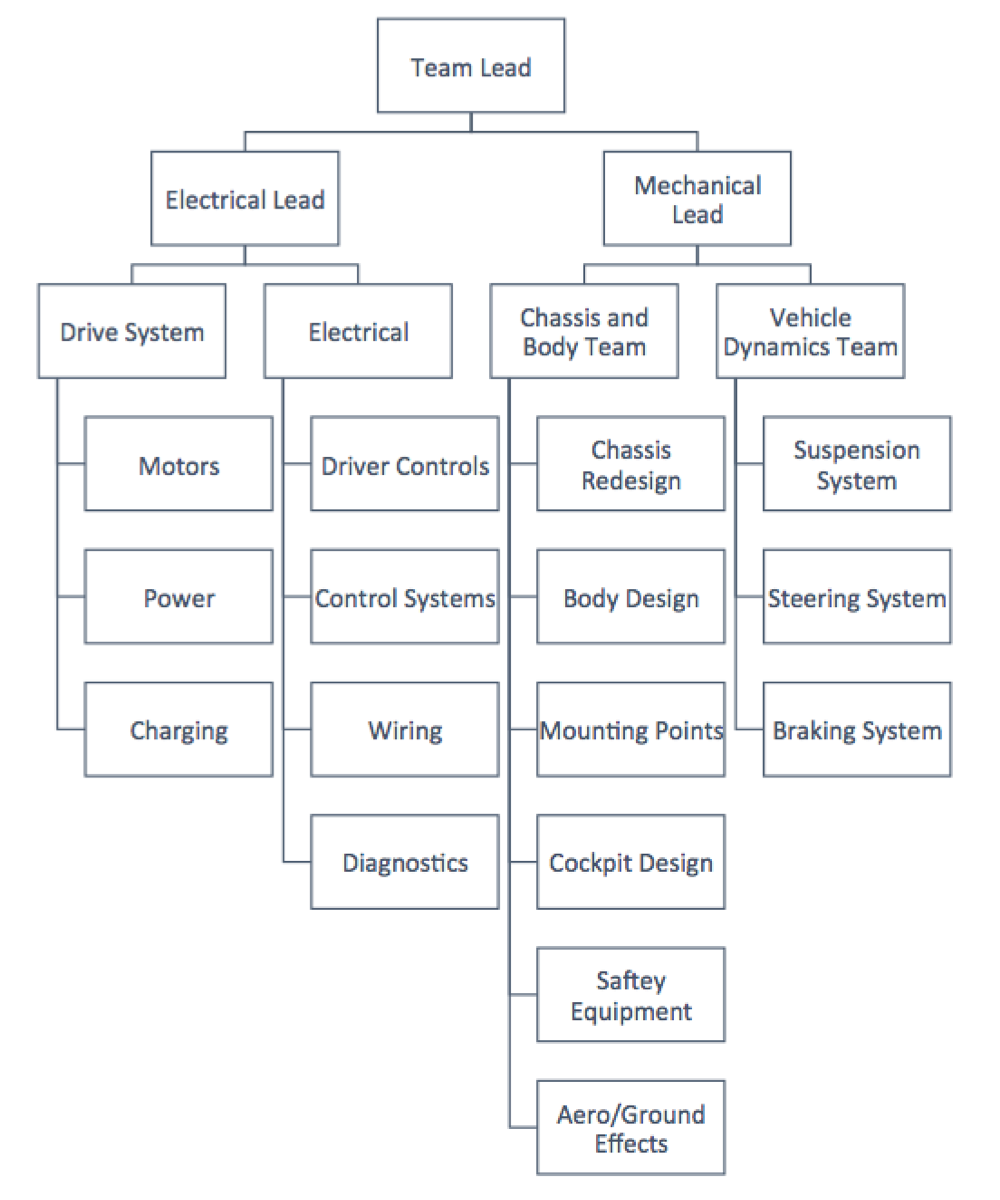 Team Lead
Electrical Lead
Mechanical
Lead
Drive System
Electrical
Chassis and
Body Team
Vehicle
Dynamics Team
Motors
Driver Controls
Chassis
Redesign
Suspension
System
Power
Control Systems
Body Design
Steering System
Charging
Wiring
Mounting Points
Braking System
Diagnostics
Cockpit Design
Saftey
Equipment
Aero/Ground
Effects